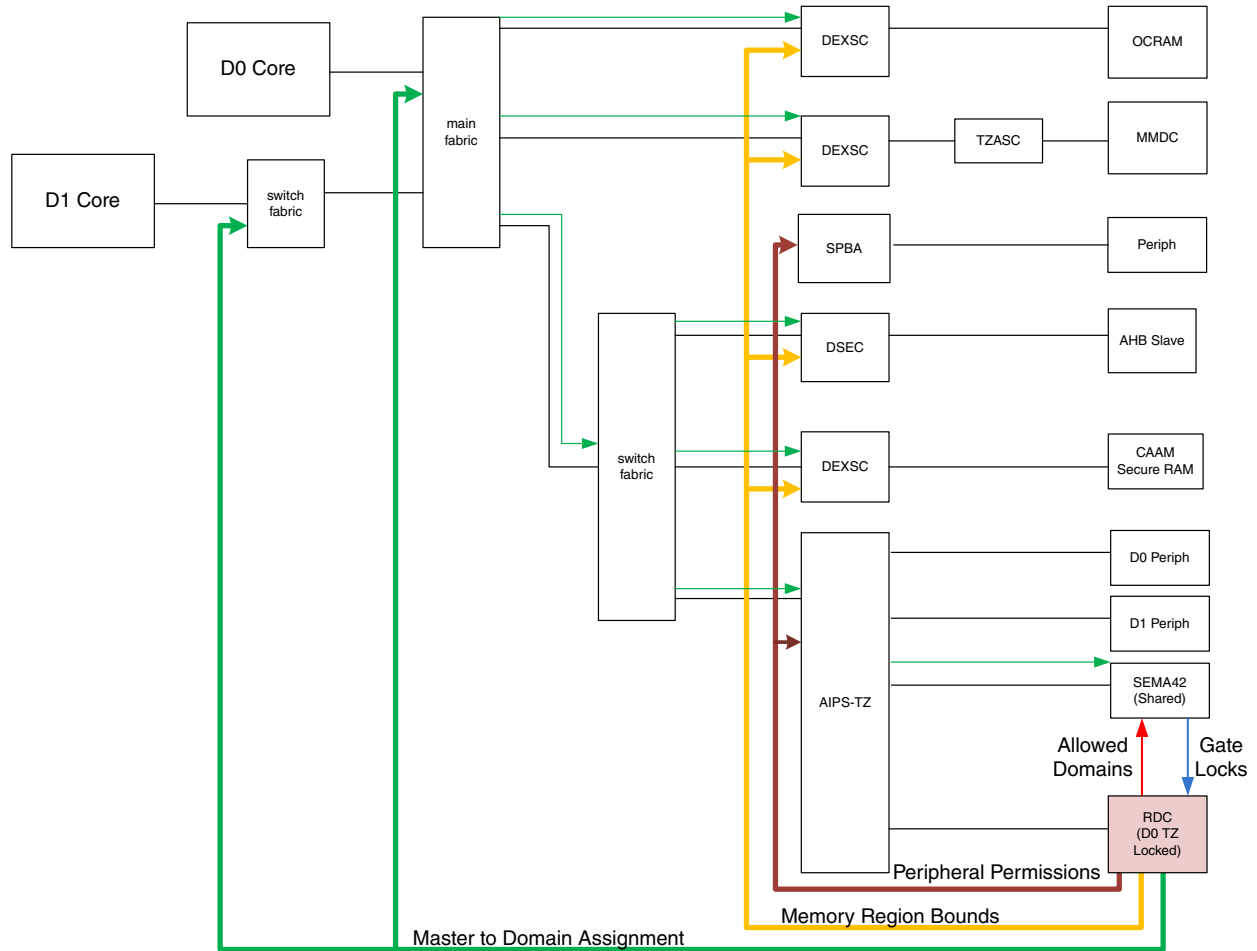 D0 Core
D1 Core
switch
fabric
main
fabric
DEXSC
OCRAM
DEXSC
TZASC
MMDC
SPBA
Periph
switch
fabric
DSEC
AHB Slave
DEXSC
CAAM
Secure RAM
AIPS-TZ
D0 Periph
D1 Periph
SEMA42
(Shared)
Allowed
Domains
Gate
Locks
RDC
(D0 TZ
Locked)
Peripheral Permissions
Memory Region Bounds
Master to Domain Assignment